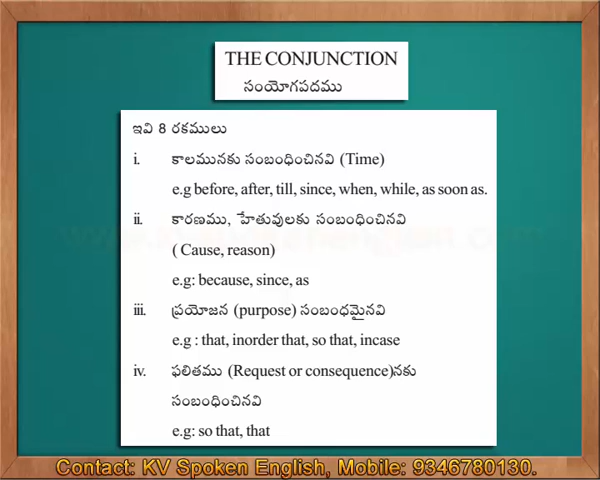 THE CONJUNCTION
సంయోగపదము
ఇవి 8 రకములు
i. కాలమునకు సంబంధించినవి (Time)
e.g before, after, till, since, when, while, as soon as.
ii. కారణము, హేతువులకు సంబంధించినవి
( Cause, reason)
e.g: because, since, as
iii. ప్రయోజన (purpose) సంబంధమైనవి
e.g : that, inorder that, so that, incase
iv. ఫలితము (Request or consequence)నకు
సంబంధించినవి
e.g: so that, that
Contact: KV Spoken English, Mobile: 9346780130.